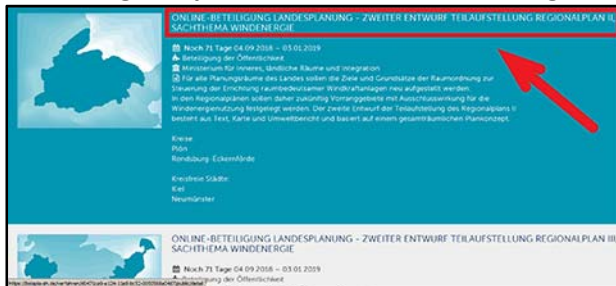 ONLINE-BETEILIGUNG LANDESPLANUNG - ZWEITER ENTWURF TEILAUFSTELLUNG REGIONALPLAN II,
SACHTHEMA WINDENERGIE
Noch 71 Tage 04.09.2018 - 03.01.2019
Beteiligung der Öffentlichkeit
Ministerium für Inneres, ländliche Räume und Integration
Für alle Planungsräume des Landes sollen die Ziele und Grundsätze der Raumordnung zur
Steuerung der Errichtung raumbedeutsamer Windkraftanlagen neu aufgestellt werden.
In den Regionalplänen sollen daher zukünftig Vorranggebiete mit Ausschlusswirkung für die
Windenergienutzung festgelegt werden. Der zweite Entwurf der Teilaufstellung des Regionalplans II
besteht aus Text, Karte und Umweltbericht und basiert auf einem gesamträumlichen Plankonzept.
Kreise:
Plön
Rendsburg-Eckernförde
Kreisfreie Städte:
Kiel
Neumünster
ONLINE-BETEILIGUNG LANDESPLANUNG - ZWEITER ENTWURF TEILAUFSTELLUNG REGIONALPLAN III,
SACHTHEMA WINDENERGIE
Noch 71 Tage 04.09.2018 - 03.01.2019
Beteiligung der Öffentlichkeit